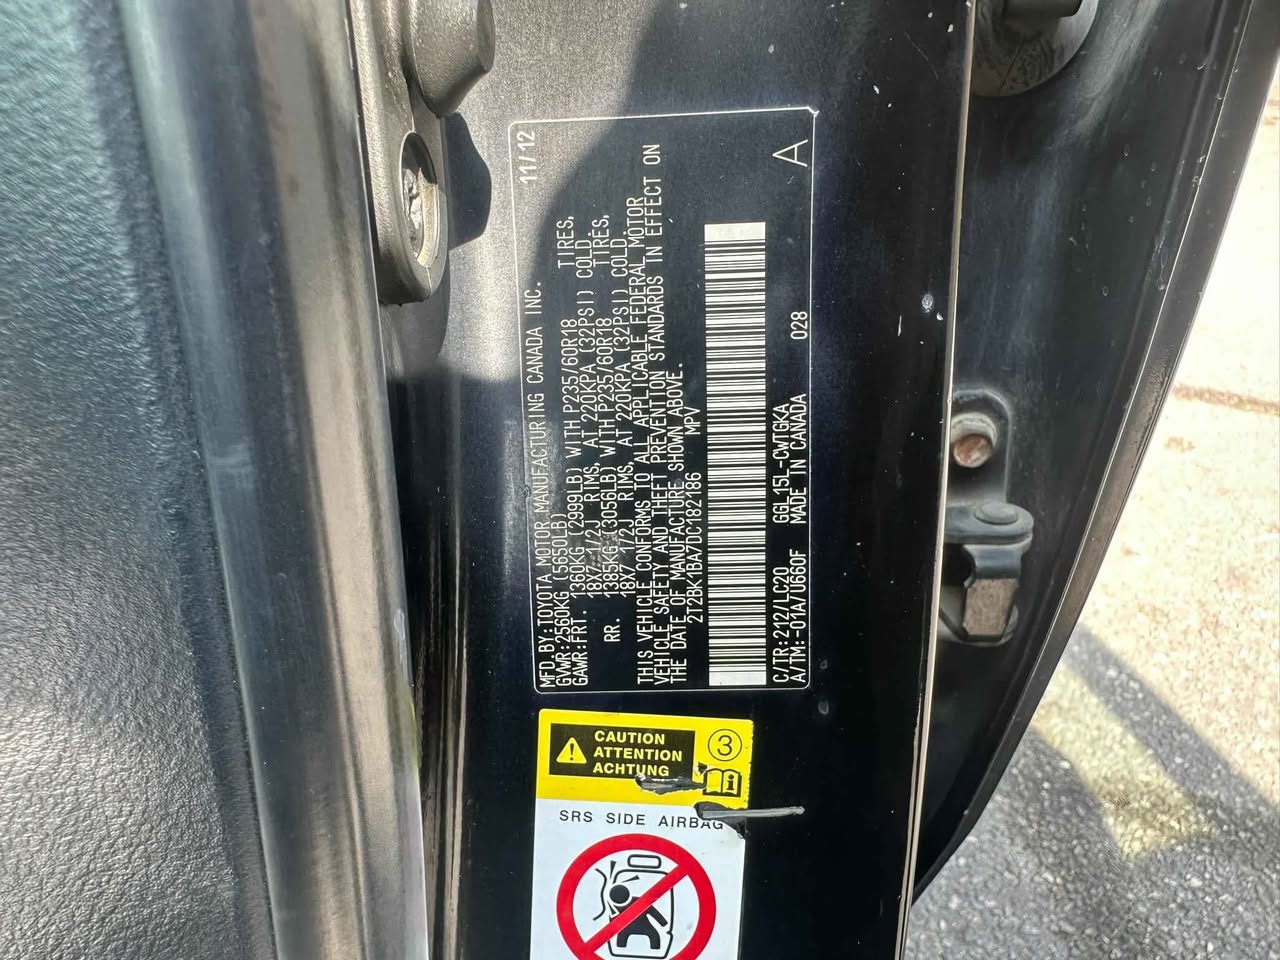 MFD.BY:TOYOTA MOTOR MANUFACTURING CANADA INC. 11/12
GVWR:2560KG (5650LB)
GAWR:FRT. 1360KG (2999LB) WITH P235/60R18 TIRES,
18X7-1/2J RIMS, AT 220KPA (32PSI) COLD.
RR. 1385KG (3056LB) WITH P235/60R18 TIRES,
18X7-1/2J RIMS, AT 220KPA (32PSI) COLD.
THIS VEHICLE CONFORMS TO ALL APPLICABLE FEDERAL MOTOR
VEHICLE SAFETY AND THEFT PREVENTION STANDARDS IN EFFECT ON
THE DATE OF MANUFACTURE SHOWN ABOVE.
2T2BK1BA7DC182186 MPV
C/TR:212/LC20 GGL15L-CWTGKA
A/TM:-01A/U660F MADE IN CANADA 028 A
CAUTION
ATTENTION
ACHTUNG
3
i
SRS SIDE AIRBAG